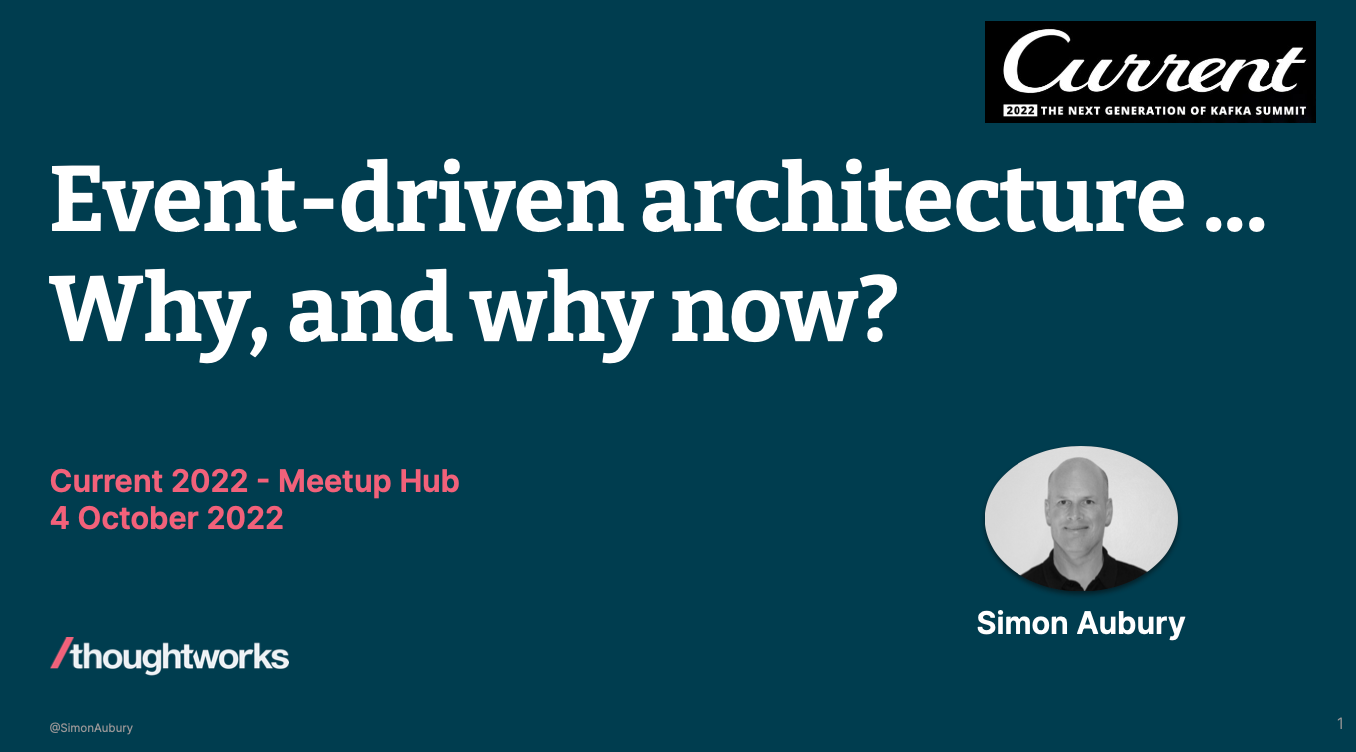 Current
2022 THE NEXT GENERATION OF KAFKA SUMMIT
Event-driven architecture ...
Why, and why now?
Current 2022 - Meetup Hub
4 October 2022
Simon Aubury
/thoughtworks
@SimonAubury
1